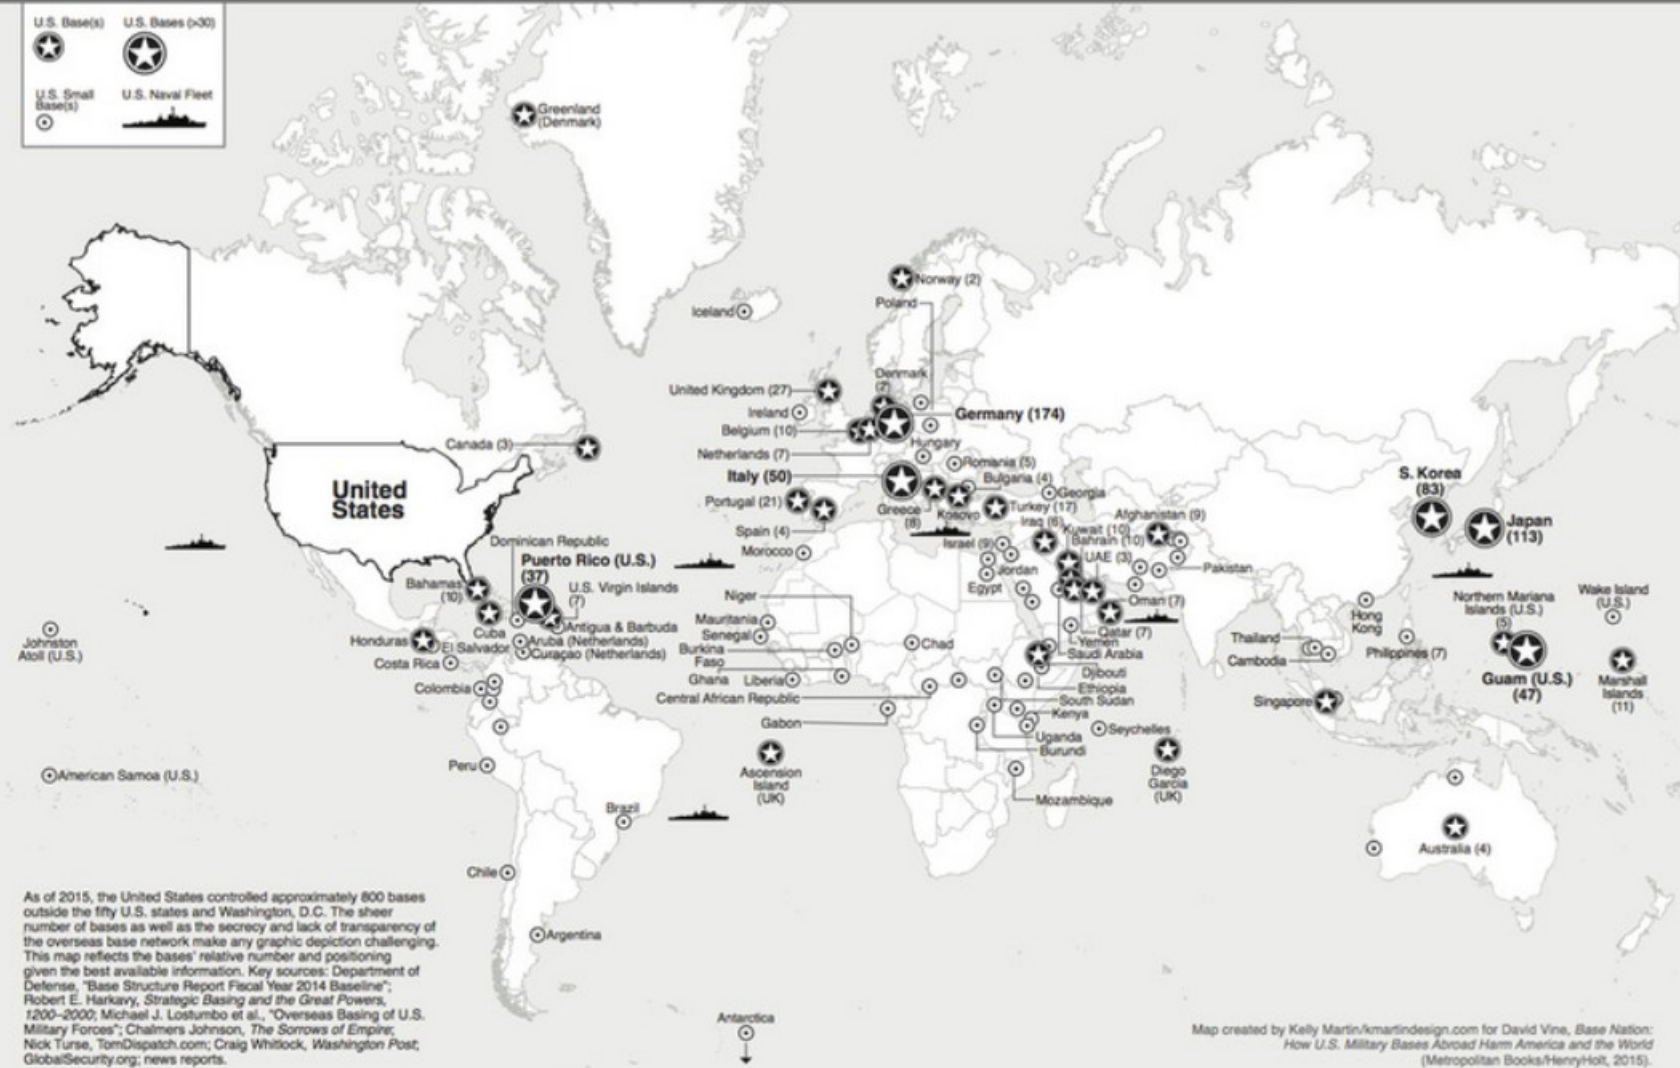 U.S. Base(s)
U.S. Bases (>30)
U.S. Small
Base(s)
U.S. Naval Fleet
Greenland
(Denmark)
Norway (2)
Poland
Iceland
Denmark
(2)
United Kingdom (27)
Ireland
Germany (174)
Belgium (10)
Hungary
Canada (3)
Netherlands (7)
Romania (5)
Italy (50)
Bulgaria (4)
S. Korea
(83)
United
States
Georgia
Portugal (21)
Greece
(8)
Kosovo
Turkey (17)
Afghanistan (9)
Japan
(113)
Spain (4)
Iraq (6)
Kuwait (10)
Dominican Republic
Morocco
Israel (9)
Bahrain (10)
UAE (3)
Puerto Rico (U.S.)
(37)
Jordan
Pakistan
Bahamas
(10)
U.S. Virgin Islands
(7)
Niger
Egypt
Oman (7)
Hong
Kong
Northern Mariana
Islands (U.S.)
(5)
Wake Island
(U.S.)
Johnston
Atoll (U.S.)
Cuba
Antigua & Barbuda
Mauritania
Senegal
Qatar (7)
Yemen
Thailand
Honduras
El Salvador
Aruba (Netherlands)
Curaçao (Netherlands)
Burkina
Faso
Chad
Saudi Arabia
Cambodia
Philippines (7)
Costa Rica
Djibouti
Guam (U.S.)
(47)
Marshall
Islands
(11)
Colombia
Ghana
Liberia
Ethiopia
Central African Republic
South Sudan
Singapore
Gabon
Kenya
Seychelles
Uganda
Burundi
Peru
American Samoa (U.S.)
Ascension
Island
(UK)
Diego
Garcia
(UK)
Mozambique
Brazil
Australia (4)
Chile
Argentina
As of 2015, the United States controlled approximately 800 bases
outside the fifty U.S. states and Washington, D.C. The sheer
number of bases as well as the secrecy and lack of transparency of
the overseas base network make any graphic depiction challenging.
This map reflects the bases' relative number and positioning
given the best available information. Key sources: Department of
Defense, "Base Structure Report Fiscal Year 2014 Baseline";
Robert E. Harkavy, Strategic Basing and the Great Powers,
1200–2000; Michael J. Lostumbo et al., "Overseas Basing of U.S.
Military Forces"; Chalmers Johnson, The Sorrows of Empire;
Nick Turse, TomDispatch.com; Craig Whitlock, Washington Post;
GlobalSecurity.org; news reports.
Antarctica
Map created by Kelly Martin/kmartindesign.com for David Vine, Base Nation:
How U.S. Military Bases Abroad Harm America and the World
(Metropolitan Books/HenryHolt, 2015).